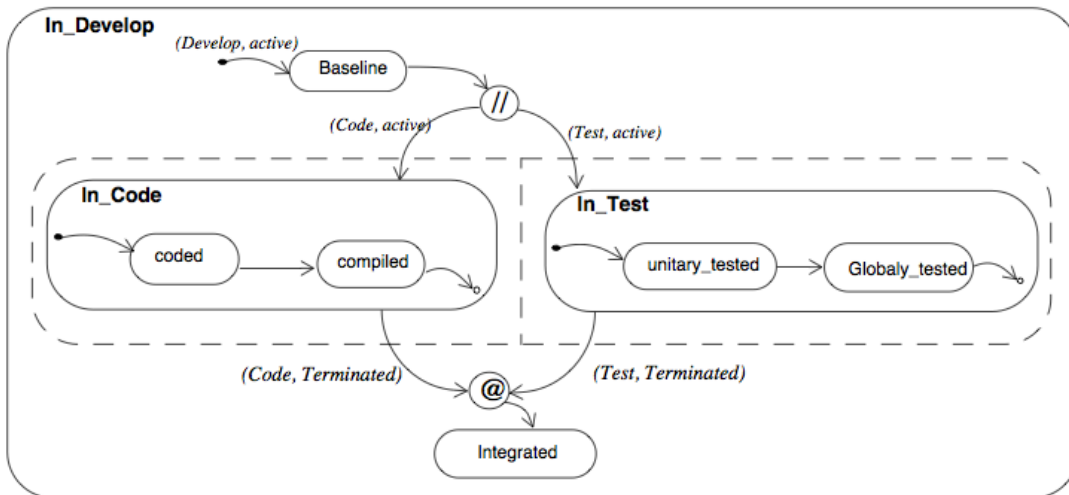 In_Develop
(Develop, active)
Baseline
//
(Code, active)
(Test, active)
In_Code
In_Test
coded
compiled
unitary_tested
Globaly_tested
(Code, Terminated)
(Test, Terminated)
@
Integrated